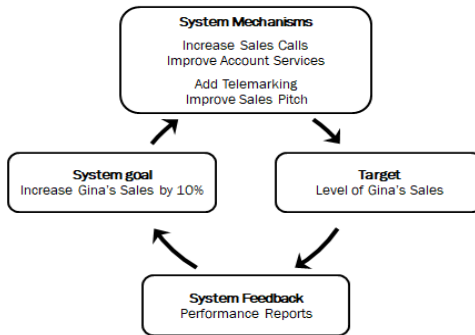 System Mechanisms
Increase Sales Calls
Improve Account Services
Add Telemarking
Improve Sales Pitch
System goal
Increase Gina's Sales by 10%
Target
Level of Gina's Sales
System Feedback
Performance Reports